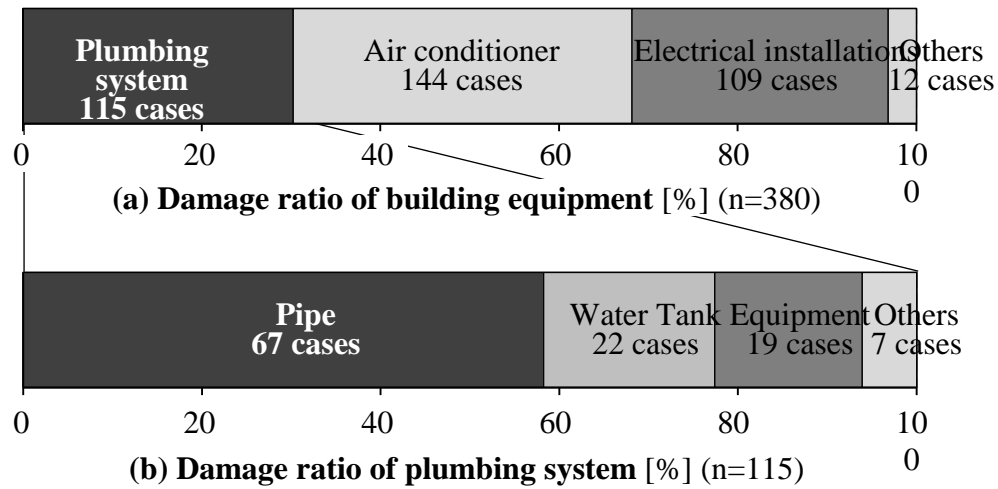 Plumbing
system
115 cases
Air conditioner
144 cases
Electrical installations
109 cases
Others
12 cases
0 20 40 60 80 10
0
(a) Damage ratio of building equipment [%] (n=380)
Pipe
67 cases
Water Tank
22 cases
Equipment
19 cases
Others
7 cases
0 20 40 60 80 10
0
(b) Damage ratio of plumbing system [%] (n=115)